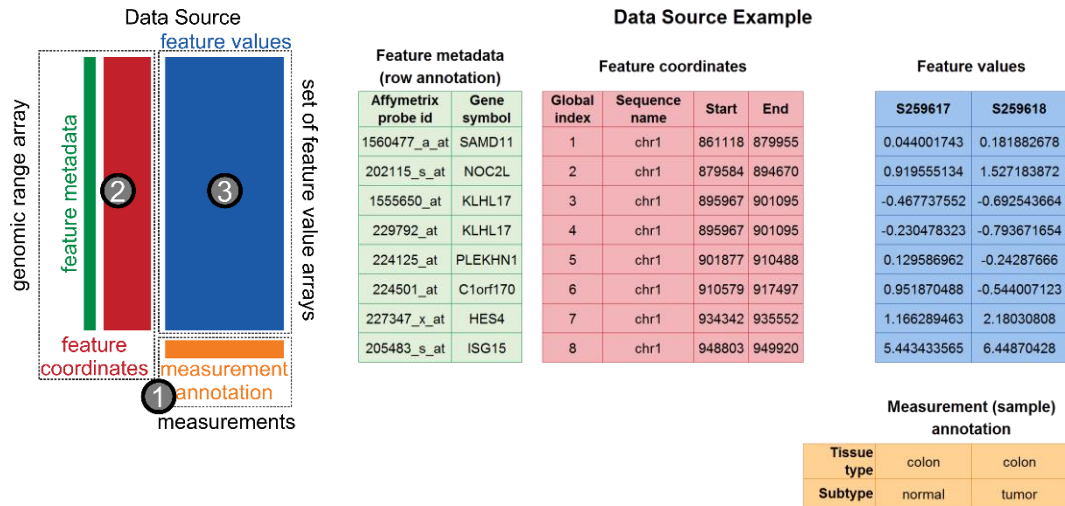 Data Source
feature values
genomic range array
feature metadata
2
3
set of feature value arrays
feature
coordinates
measurement
annotation
1
measurements
Data Source Example
Feature metadata
(row annotation)
Affymetrix probe id Gene symbol
1560477_a_at SAMD11
202115_s_at NOC2L
1555650_at KLHL17
229792_at KLHL17
224125_at PLEKHN1
224501_at C1orf170
227347_x_at HES4
205483_s_at ISG15
Feature coordinates
Global index Sequence name Start End
1 chr1 861118 879955
2 chr1 879584 894670
3 chr1 895967 901095
4 chr1 895967 901095
5 chr1 901877 910488
6 chr1 910579 917497
7 chr1 934342 935552
8 chr1 948803 949920
Feature values
S259617 S259618
0.044001743 0.181882678
0.919555134 1.527183872
-0.467737552 -0.692543664
-0.230478323 -0.793671654
0.129586962 -0.24287666
0.951870488 -0.544007123
1.166289463 2.18030808
5.443433565 6.44870428
Measurement (sample)
annotation
Tissue type colon colon
Subtype normal tumor